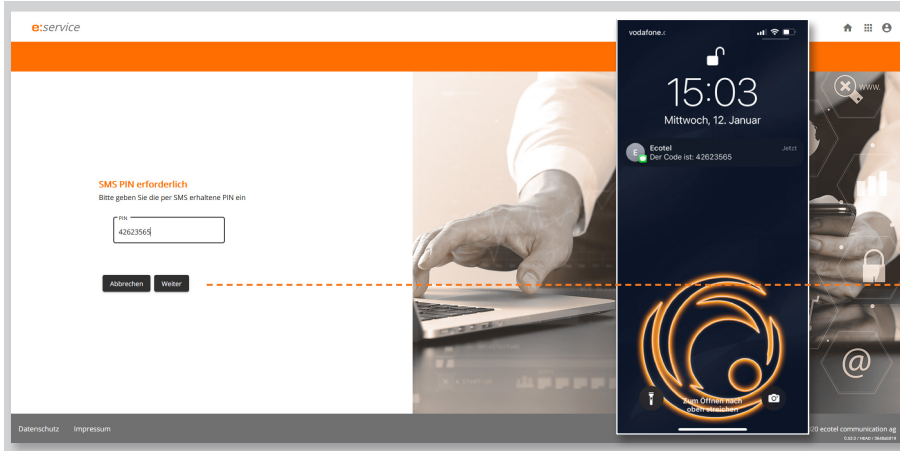 e:service
vodafone.c
15:03
Mittwoch, 12. Januar
E
Ecotel
Jetzt
Der Code ist: 42623565
www.
SMS PIN erforderlich
Bitte geben Sie die per SMS erhaltene PIN ein
PIN
42623565
Abbrechen
Weiter
@
Zum Öffnen nach
oben streichen
Datenschutz
Impressum
20 ecotel communication ag